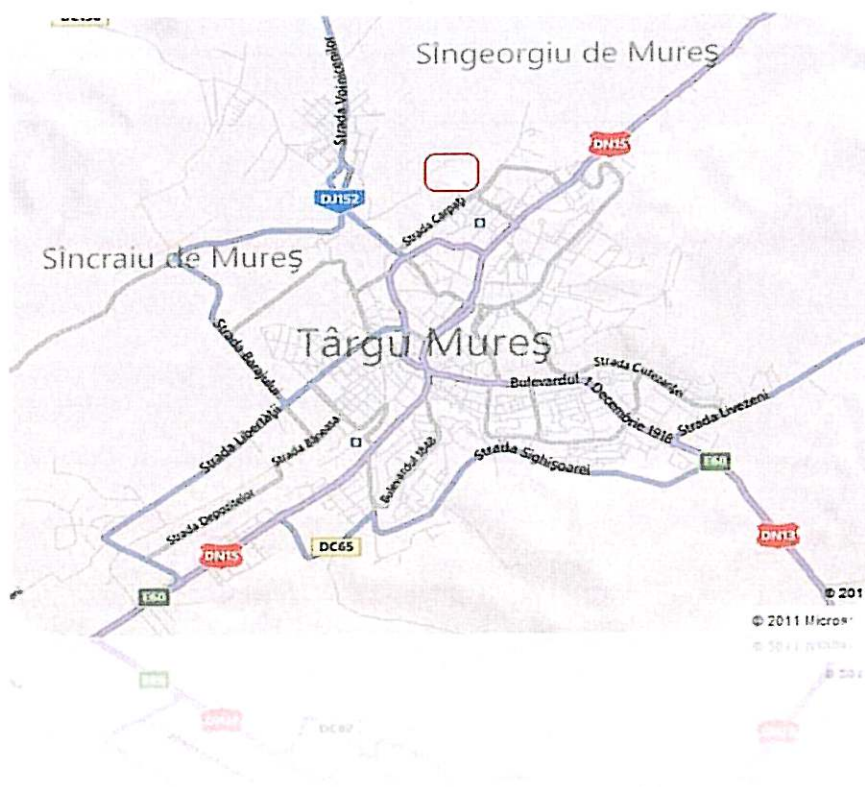 Sîngeorgiu de Mureş
Strada Voinicenilor
DN15
DJ152
Strada Carpaţi
Sîncraiu de Mureş
Târgu Mureş
Strada Barajului
Strada Cutezanţei
Bulevardul 1 Decembrie 1918
Strada Livezeni
Strada Libertăţii
Strada Băneasa
Bulevardul 1848
Strada Sighişoarei
E60
Strada Depozitelor
DN15
DC65
DN13
E60
© 201
© 2011 Micros